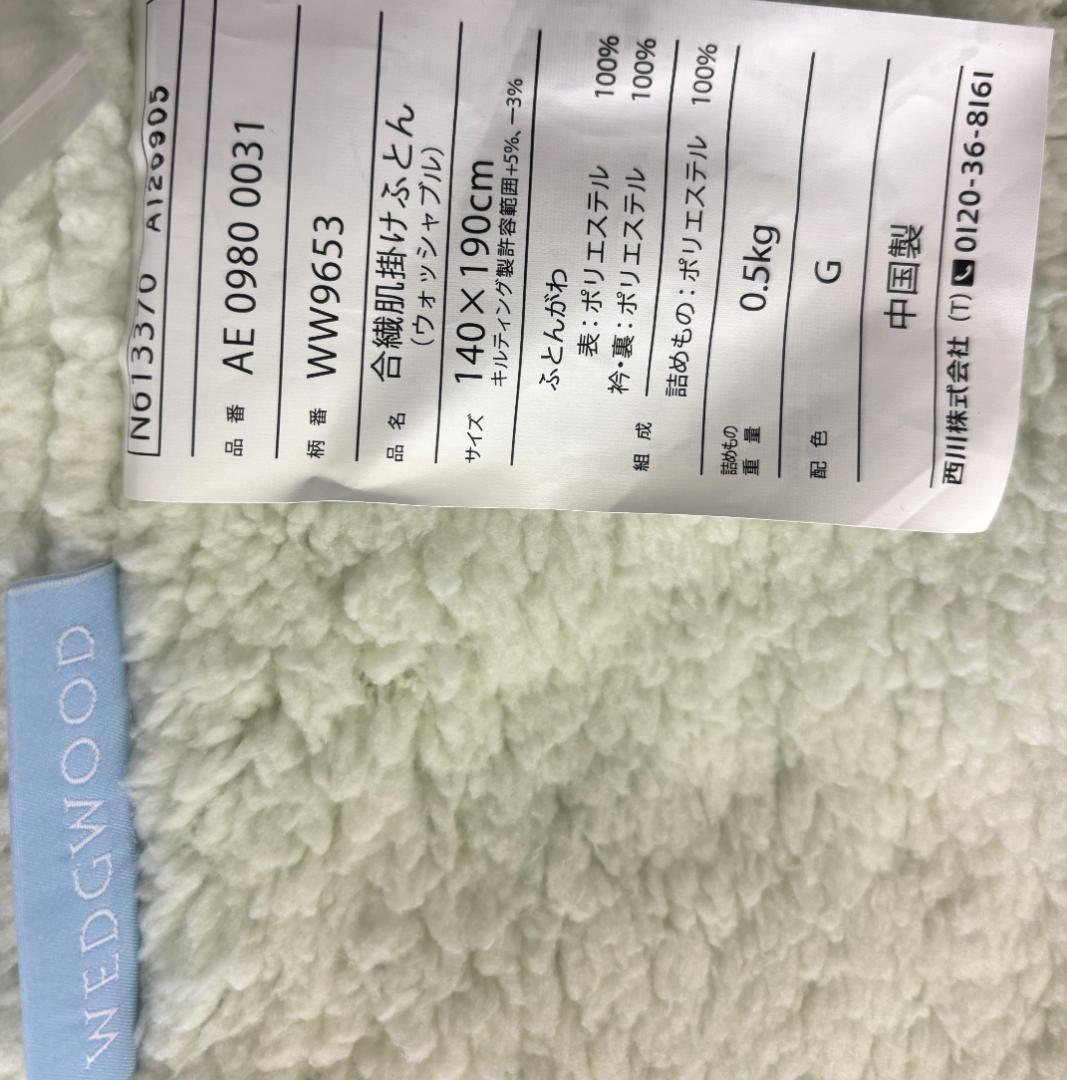 N613370 A126905
品番 AE 0980 0031
柄番 WW9653
品名 合繊肌掛けふとん
(ウォッシャブル)
サイズ 140×190cm
キルティング製許容範囲+5%、−3%
組成 ふとんがわ
表：ポリエステル 100%
衿・裏：ポリエステル 100%
詰めもの：ポリエステル 100%
詰めもの重量 0.5kg
配色 G
中国製
西川株式会社 (T) 0120-36-8161
WEDGWOOD